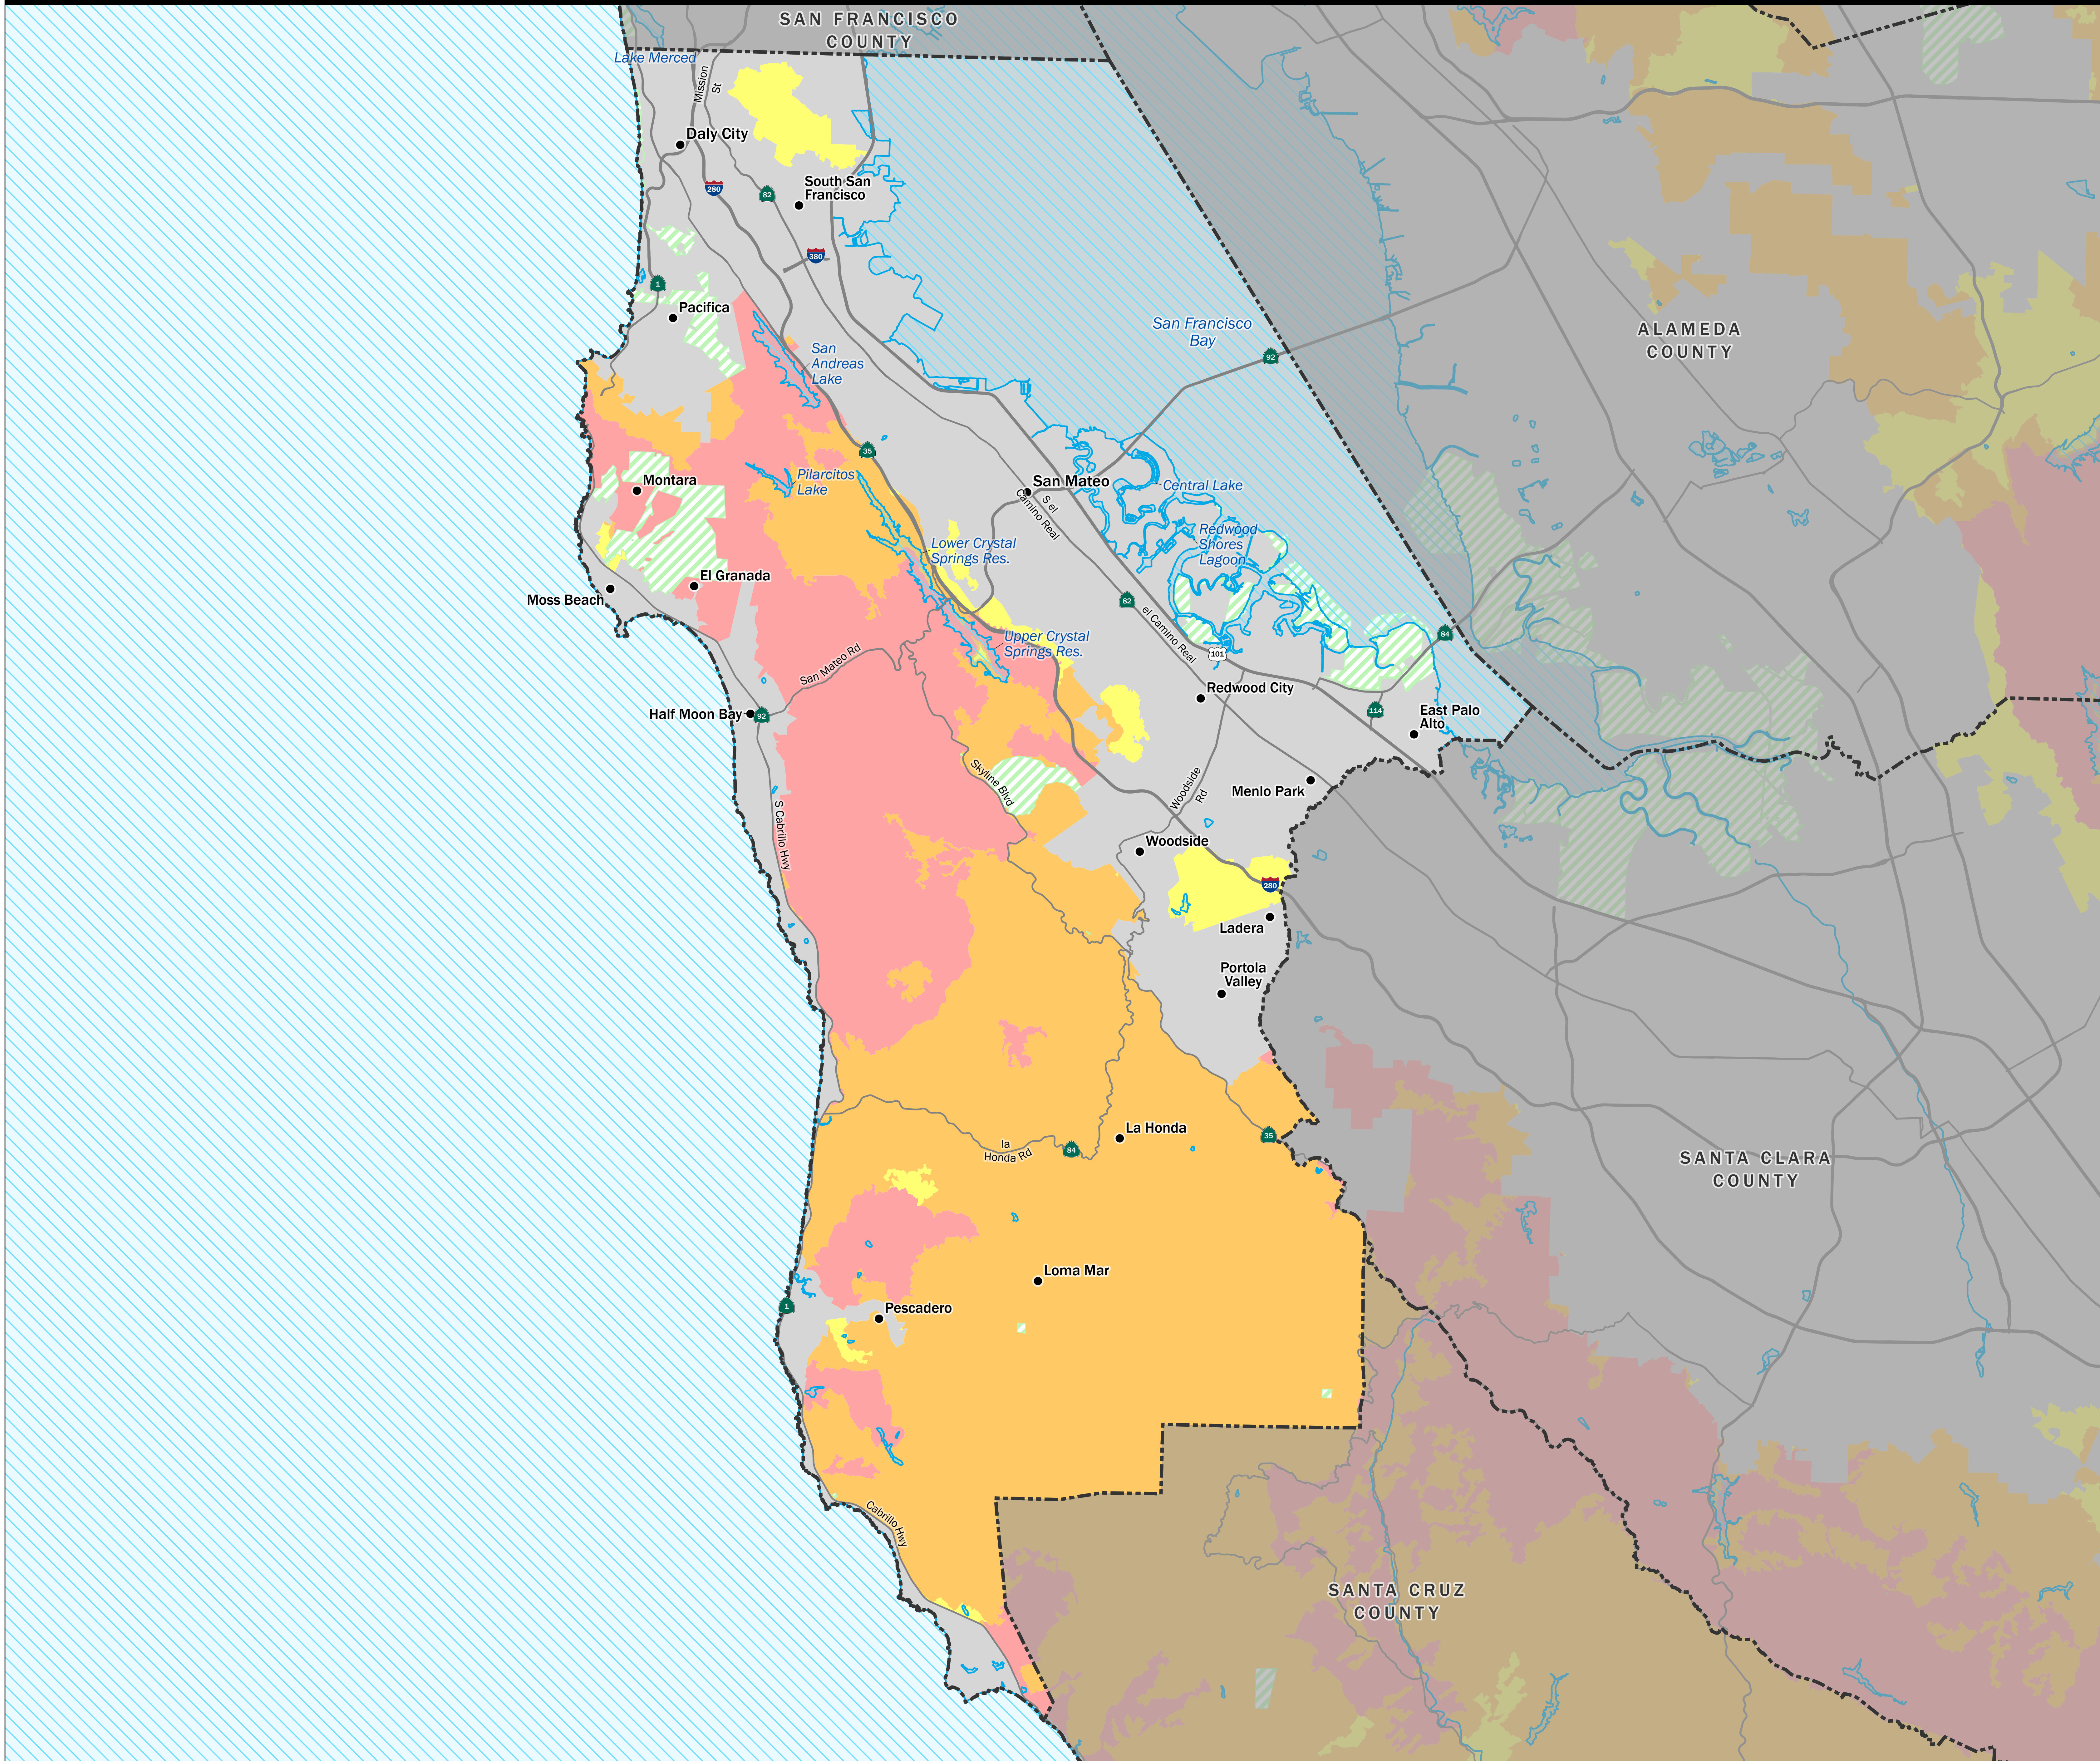 SAN FRANCISCO
COUNTY
Lake Merced
Mission
St
Daly City
280
82
South San
Francisco
380
1
Pacifica
San Francisco
Bay
92
ALAMEDA
COUNTY
San
Andreas
Lake
35
Pilarcitos
Lake
Montara
San Mateo
S el
Camino Real
Central Lake
Redwood
Shores
Lagoon
Lower Crystal
Springs Res.
El Granada
Moss Beach
82
el Camino Real
84
Upper Crystal
Springs Res.
101
San Mateo Rd
Redwood City
Half Moon Bay
92
114
East Palo
Alto
Skyline Blvd
Woodside
Rd
Menlo Park
S Cabrillo Hwy
Woodside
280
Ladera
Portola
Valley
La Honda
35
la
Honda Rd
84
SANTA CLARA
COUNTY
Loma Mar
1
Pescadero
Cabrillo Hwy
SANTA CRUZ
COUNTY